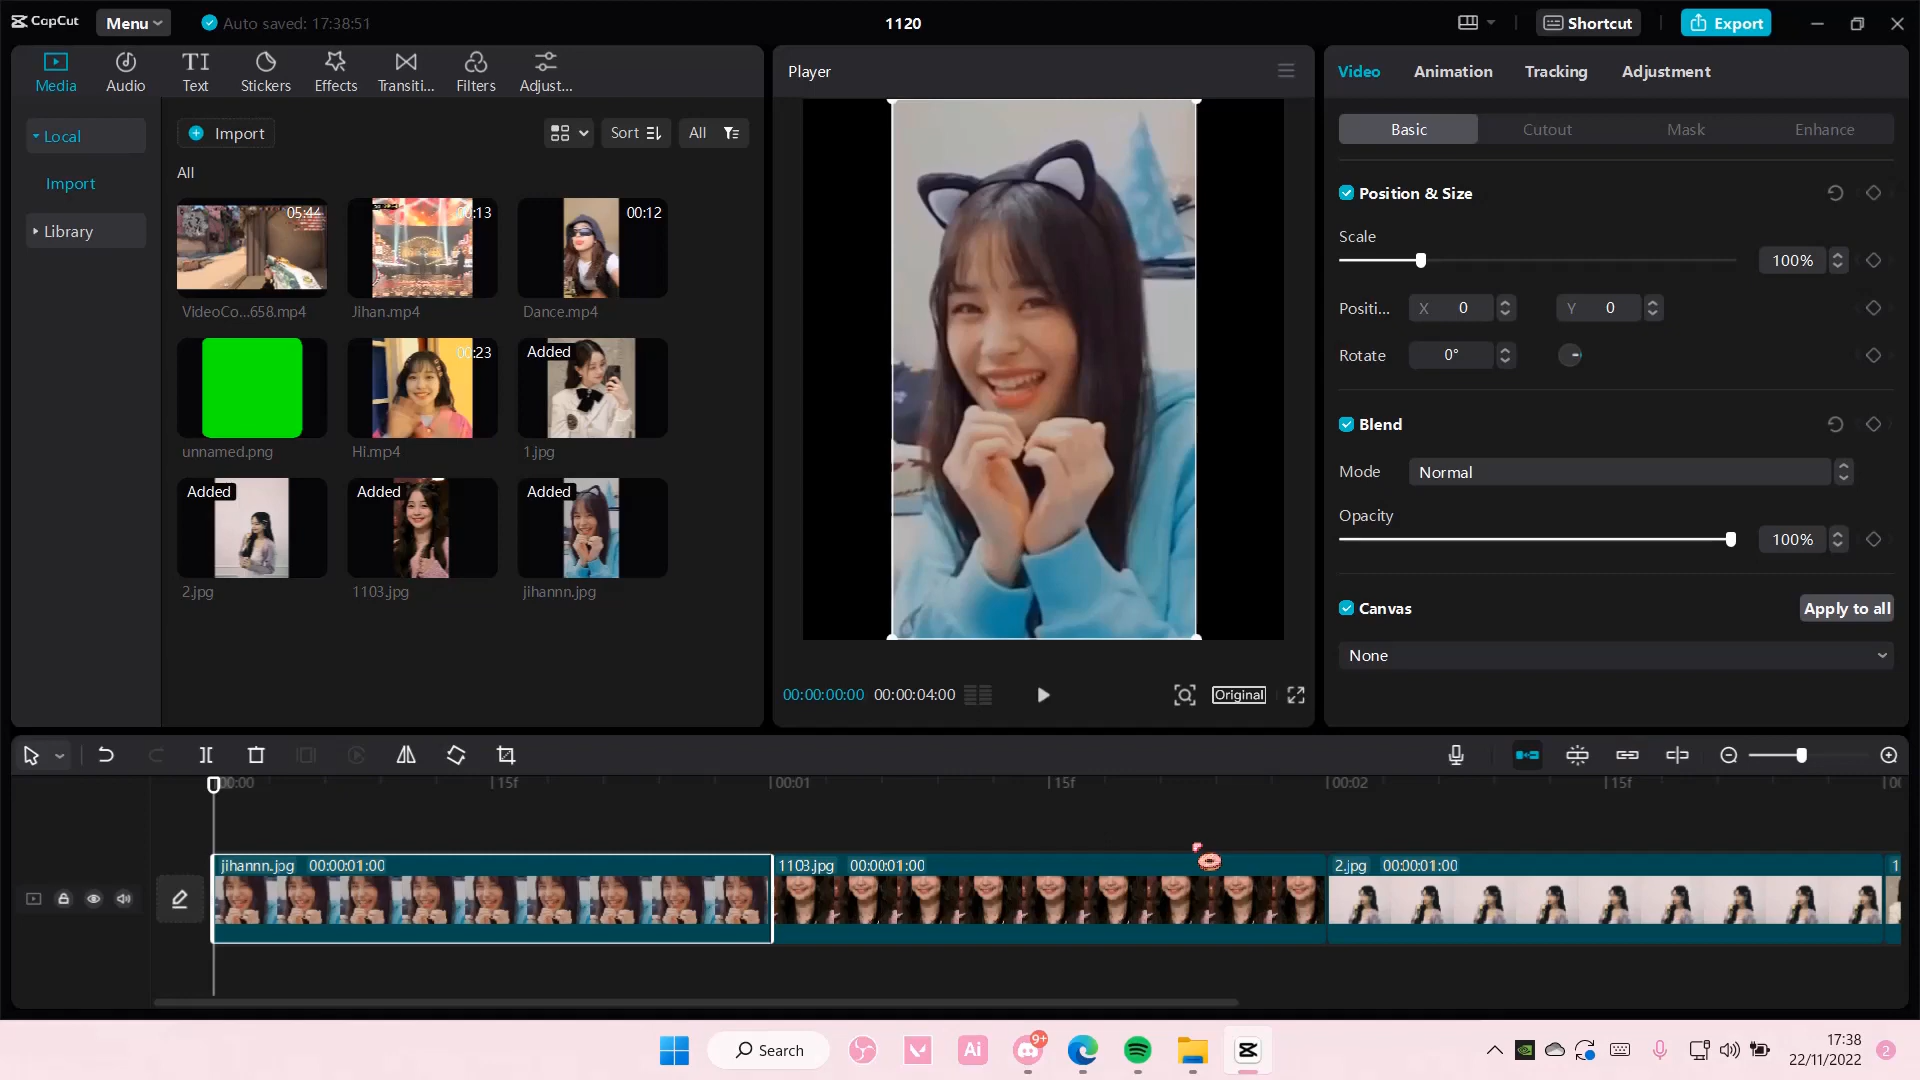 CapCut Menu Auto saved: 17:38:51 1120 Shortcut Export
Media Audio Text Stickers Effects Transiti... Filters Adjust...
Player
Video Animation Tracking Adjustment
Local
Import
Library
Import Sort All
All
05:44
00:13
00:12
VideoCo...658.mp4
Jihan.mp4
Dance.mp4
00:23
Added
unnamed.png
Hi.mp4
1.jpg
Added
Added
Added
2.jpg
1103.jpg
jihannn.jpg
00:00:00:00 00:00:04:00 Original
Basic Cutout Mask Enhance
Position & Size
Scale
100%
Positi... X 0 Y 0
Rotate 0°
Blend
Mode Normal
Opacity
100%
Canvas Apply to all
None
00:00 15f 00:01 15f 00:02 15f
jihannn.jpg 00:00:01:00
1103.jpg 00:00:01:00
2.jpg 00:00:01:00
1
Search
Ai
9+
17:38
22/11/2022
2